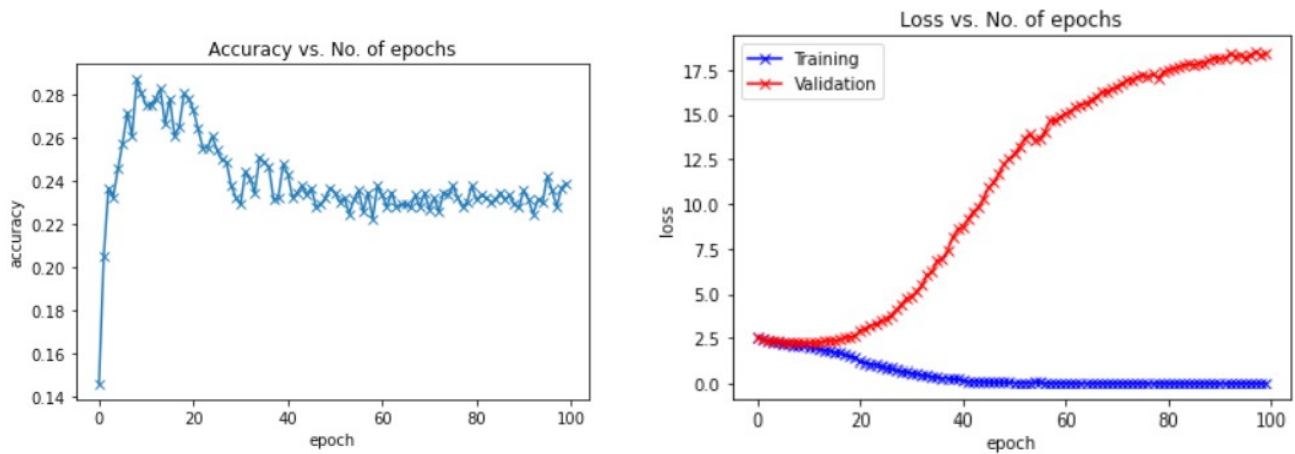 Accuracy vs. No. of epochs
0.28
0.26
0.24
0.22
0.20
0.18
0.16
0.14
accuracy
0 20 40 60 80 100
epoch
Loss vs. No. of epochs
Training
Validation
17.5
15.0
12.5
10.0
7.5
5.0
2.5
0.0
loss
0 20 40 60 80 100
epoch